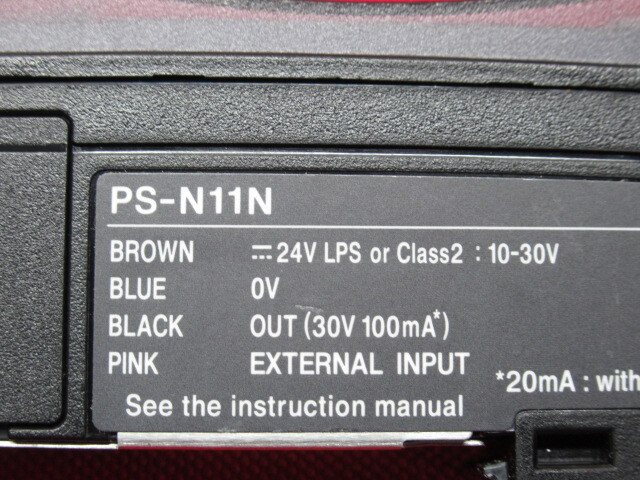 PS-N11N
BROWN ⎓24V LPS or Class2 : 10-30V
BLUE 0V
BLACK OUT (30V 100mA*)
PINK EXTERNAL INPUT
*20mA : with
See the instruction manual